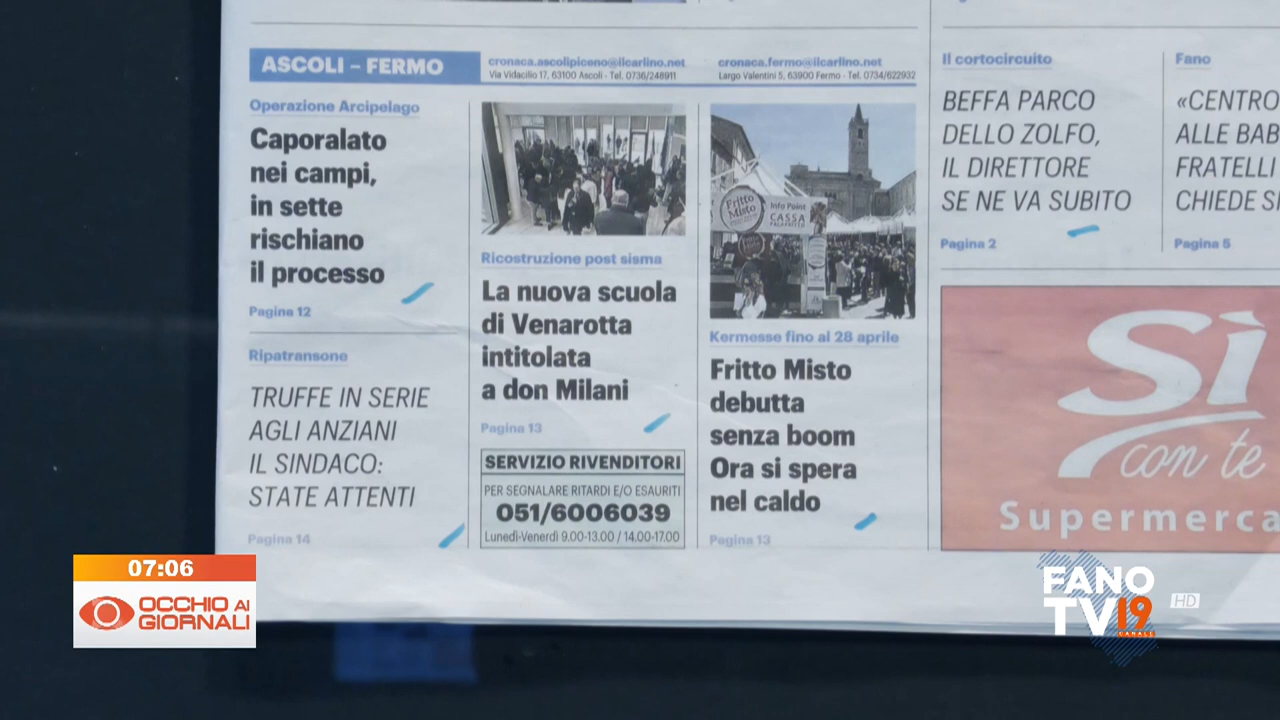 ASCOLI – FERMO
cronaca.ascolipiceno@ilcarlino.net
Via Vidacilio 17, 63100 Ascoli - Tel. 0736/246911
cronaca.fermo@ilcarlino.net
Largo Valentini 5, 63900 Fermo - Tel. 0734/622932
Operazione Arcipelago
Caporalato
nei campi,
in sette
rischiano
il processo
Pagina 12
Ripatransone
TRUFFE IN SERIE
AGLI ANZIANI
IL SINDACO:
STATE ATTENTI
Pagina 14
Ricostruzione post sisma
La nuova scuola
di Venarotta
intitolata
a don Milani
Pagina 13
SERVIZIO RIVENDITORI
PER SEGNALARE RITARDI E/O ESAURITI
051/6006039
Lunedì-Venerdì 9.00-13.00 / 14.00-17.00
Fritto
Misto
Info Point
CASSA
Kermesse fino al 28 aprile
Fritto Misto
debutta
senza boom
Ora si spera
nel caldo
Pagina 13
Il cortocircuito
BEFFA PARCO
DELLO ZOLFO,
IL DIRETTORE
SE NE VA SUBITO
Pagina 2
Fano
«CENTRO
ALLE BAB
FRATELLI
CHIEDE
Pagina 5
Sì
con te
Supermerca
07:06
OCCHIO AI
GIORNALI
FANO
TV19
CANALE
HD